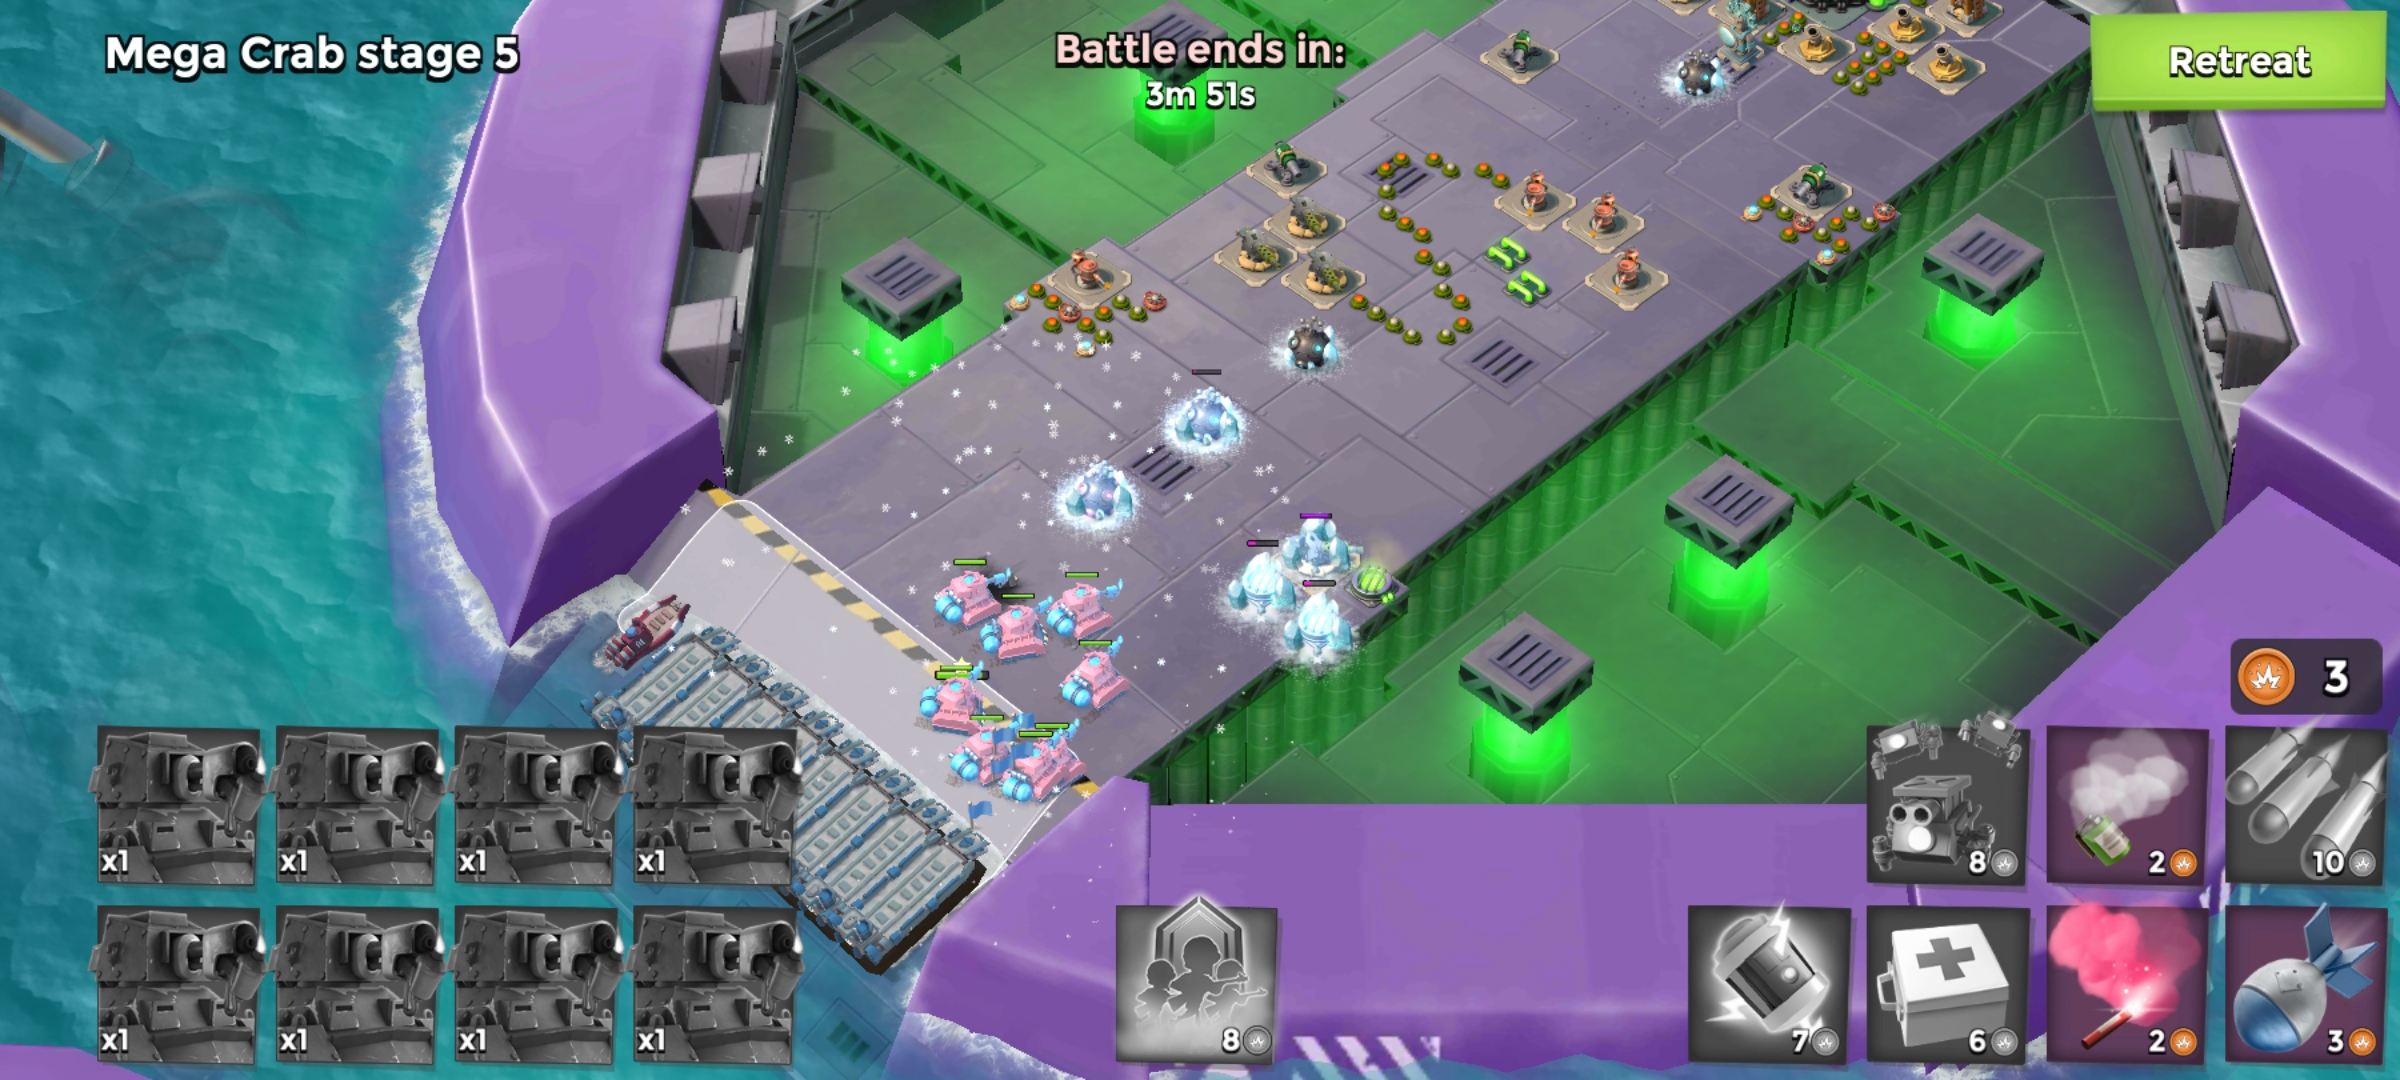 Mega Crab stage 5
Battle ends in:
3m 51s
Retreat
3
x1
x1
x1
x1
8
2
10
x1
x1
x1
x1
8
7
6
2
3